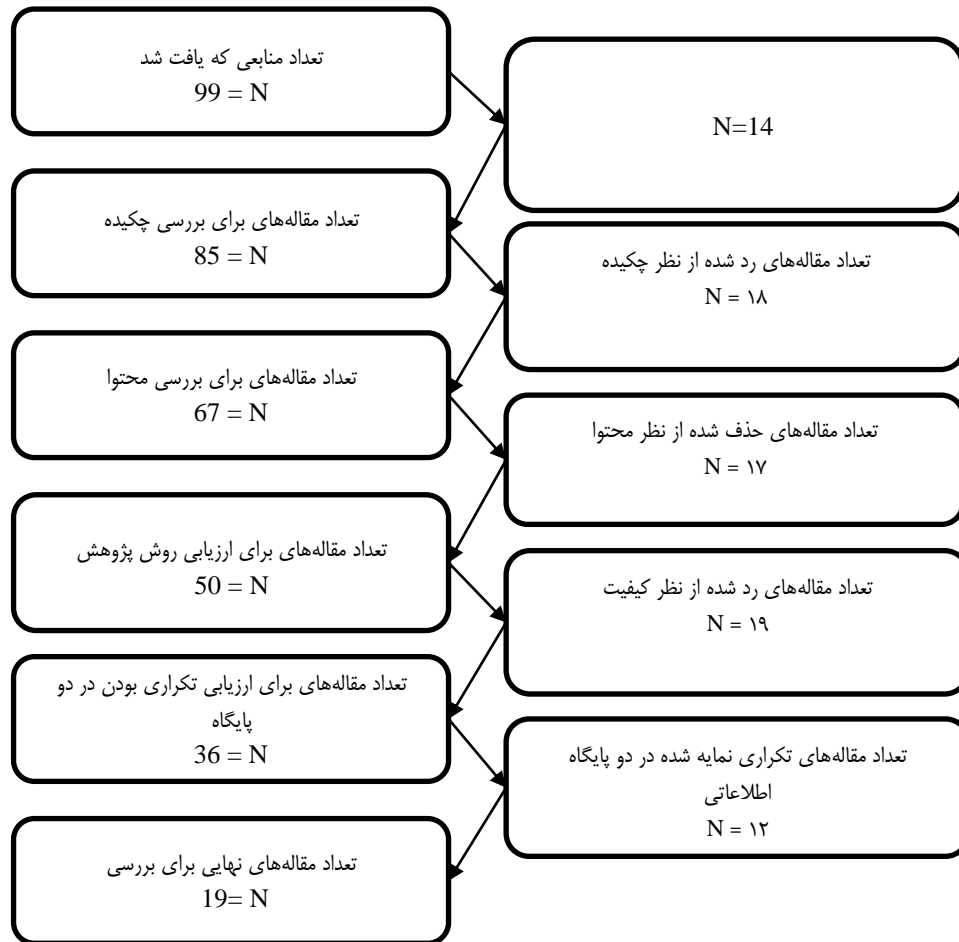 تعداد منابعی که یافت شد
99 = N
N=14
تعداد مقاله‌های برای بررسی چکیده
85 = N
تعداد مقاله‌های رد شده از نظر چکیده
N = ۱۸
تعداد مقاله‌های برای بررسی محتوا
67 = N
تعداد مقاله‌های حذف شده از نظر محتوا
N = ۱۷
تعداد مقاله‌های برای ارزیابی روش پژوهش
50 = N
تعداد مقاله‌های رد شده از نظر کیفیت
N = ۱۹
تعداد مقاله‌های برای ارزیابی تکراری بودن در دو
پایگاه
36 = N
تعداد مقاله‌های تکراری نمایه شده در دو پایگاه
اطلاعاتی
N = ۱۲
تعداد مقاله‌های نهایی برای بررسی
19= N